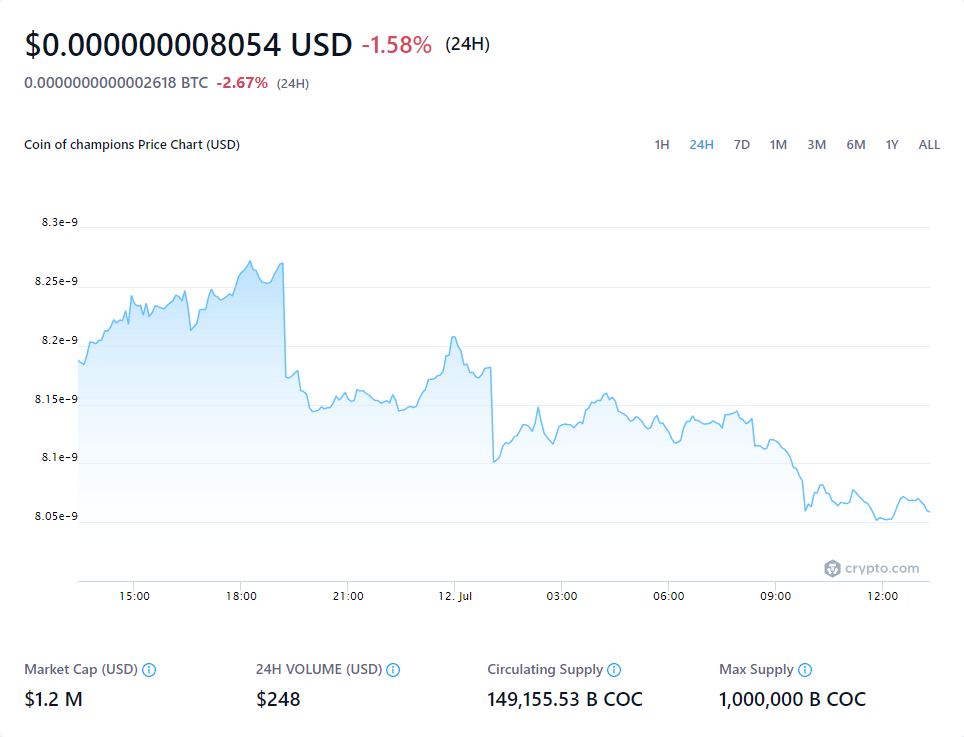 $0.000000008054 USD -1.58% (24H)
0.0000000000002618 BTC -2.67% (24H)
Coin of champions Price Chart (USD) 1H 24H 7D 1M 3M 6M 1Y ALL
8.3e-9
8.25e-9
8.2e-9
8.15e-9
8.1e-9
8.05e-9
crypto.com
15:00 18:00 21:00 12. Jul 03:00 06:00 09:00 12:00
Market Cap (USD) 24H VOLUME (USD) Circulating Supply Max Supply
$1.2 M $248 149,155.53 B COC 1,000,000 B COC